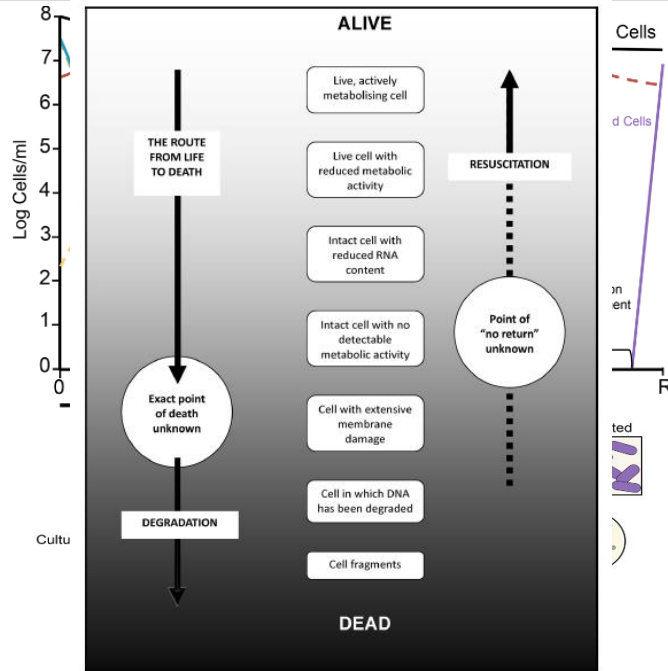 8
7
6
5
4
3
2
1
0
0
Log Cells/ml
ALIVE
THE ROUTE
FROM LIFE
TO DEATH
Exact point
of death
unknown
DEGRADATION
Live, actively
metabolising cell
Live cell with
reduced metabolic
activity
Intact cell with
reduced RNA
content
Intact cell with no
detectable
metabolic activity
Cell with extensive
membrane
damage
Cell in which DNA
has been degraded
Cell fragments
RESUSCITATION
Point of
"no return"
unknown
DEAD
Cells
d Cells
on
ent
R
ted
Cultu